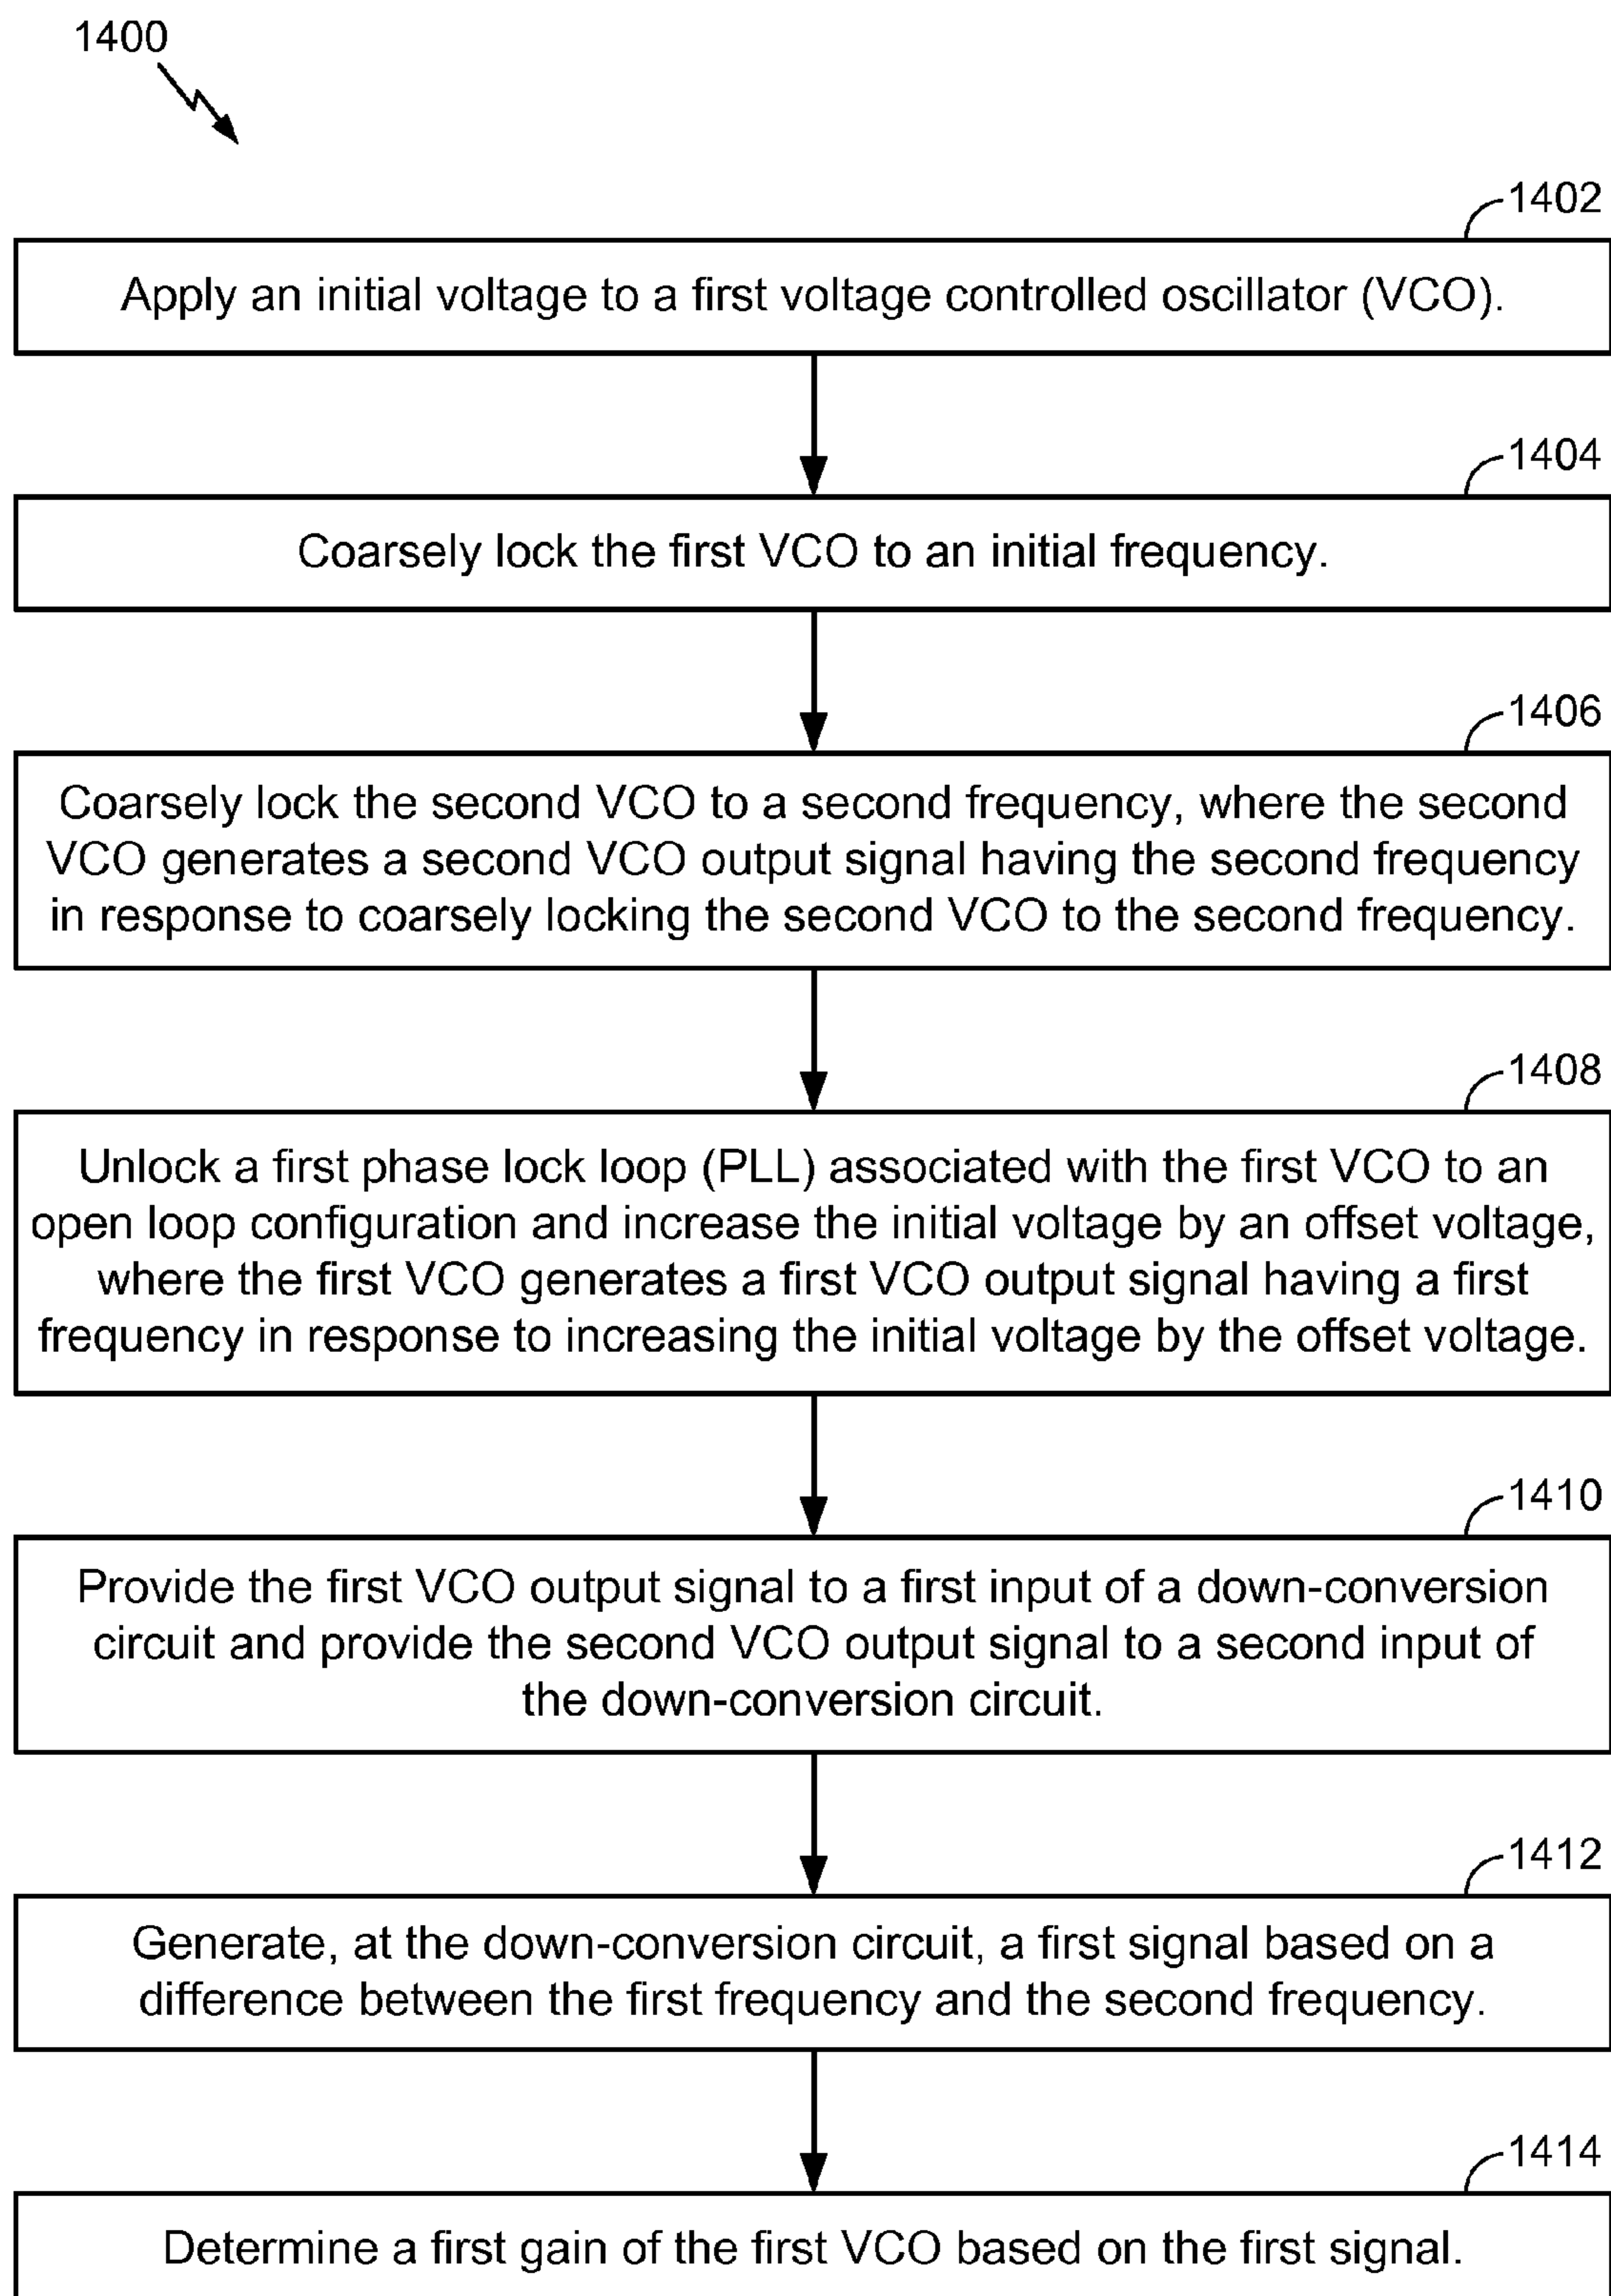 1400
1402
Apply an initial voltage to a first voltage controlled oscillator (VCO).
1404
Coarsely lock the first VCO to an initial frequency.
1406
Coarsely lock the second VCO to a second frequency, where the second
VCO generates a second VCO output signal having the second frequency
in response to coarsely locking the second VCO to the second frequency.
1408
Unlock a first phase lock loop (PLL) associated with the first VCO to an
open loop configuration and increase the initial voltage by an offset voltage,
where the first VCO generates a first VCO output signal having a first
frequency in response to increasing the initial voltage by the offset voltage.
1410
Provide the first VCO output signal to a first input of a down-conversion
circuit and provide the second VCO output signal to a second input of
the down-conversion circuit.
1412
Generate, at the down-conversion circuit, a first signal based on a
difference between the first frequency and the second frequency.
1414
Determine a first gain of the first VCO based on the first signal.